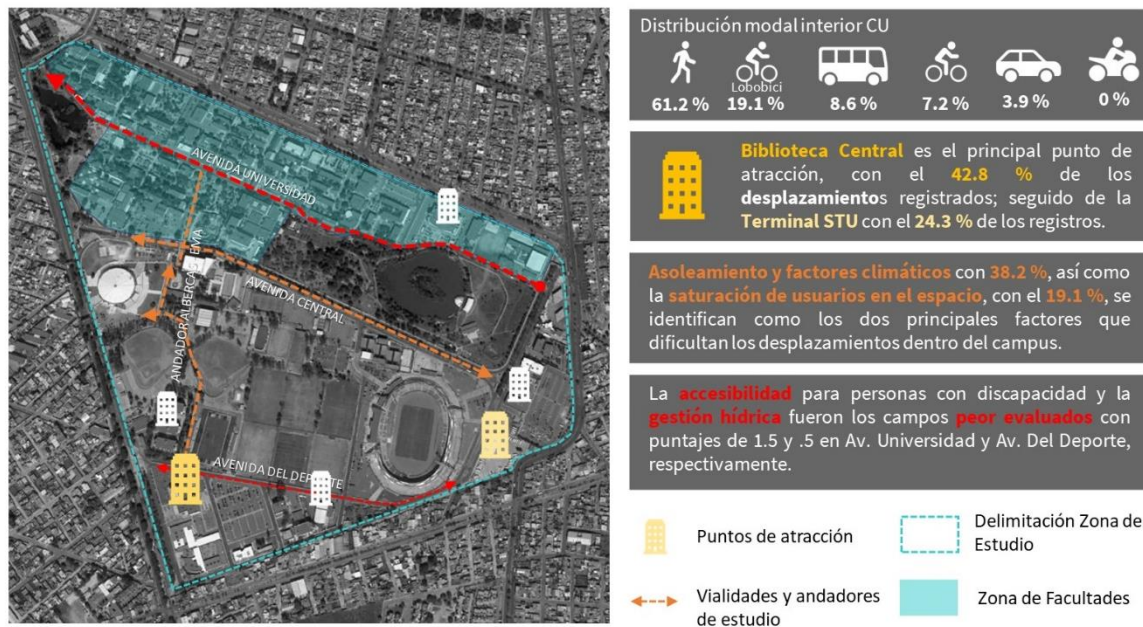 Distribución modal interior CU
Lobobici
61.2 %
19.1 %
8.6 %
7.2 %
3.9 %
0 %
Biblioteca Central es el principal punto de
atracción, con el 42.8 % de los
desplazamientos registrados; seguido de la
Terminal STU con el 24.3 % de los registros.
Asoleamiento y factores climáticos con 38.2 %, así como
la saturación de usuarios en el espacio, con el 19.1 %, se
identifican como los dos principales factores que
dificultan los desplazamientos dentro del campus.
La accesibilidad para personas con discapacidad y la
gestión hídrica fueron los campos peor evaluados con
puntajes de 1.5 y .5 en Av. Universidad y Av. Del Deporte,
respectivamente.
Puntos de atracción
Delimitación Zona de
Estudio
Vialidades y andadores
de estudio
Zona de Facultades
AVENIDA UNIVERSIDAD
AVENIDA CENTRAL
ANDADOR ALBERCAS
AVENIDA DEL DEPORTE